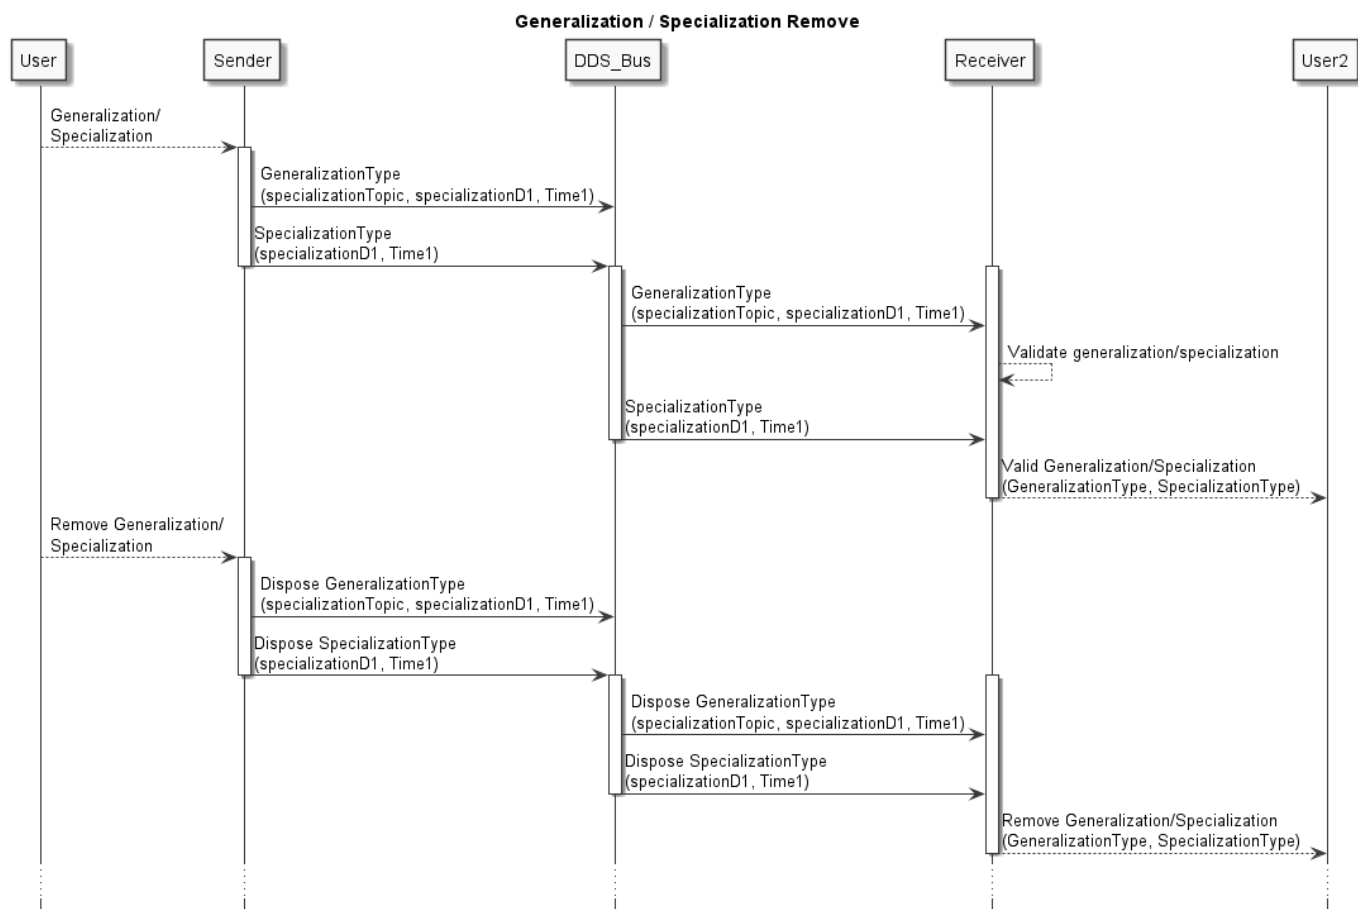 Generalization / Specialization Remove
User
Sender
DDS_Bus
Receiver
User2
Generalization/
Specialization
GeneralizationType
(specializationTopic, specializationD1, Time1)
SpecializationType
(specializationD1, Time1)
GeneralizationType
(specializationTopic, specializationD1, Time1)
Validate generalization/specialization
SpecializationType
(specializationD1, Time1)
Valid Generalization/Specialization
(GeneralizationType, SpecializationType)
Remove Generalization/
Specialization
Dispose GeneralizationType
(specializationTopic, specializationD1, Time1)
Dispose SpecializationType
(specializationD1, Time1)
Dispose GeneralizationType
(specializationTopic, specializationD1, Time1)
Dispose SpecializationType
(specializationD1, Time1)
Remove Generalization/Specialization
(GeneralizationType, SpecializationType)